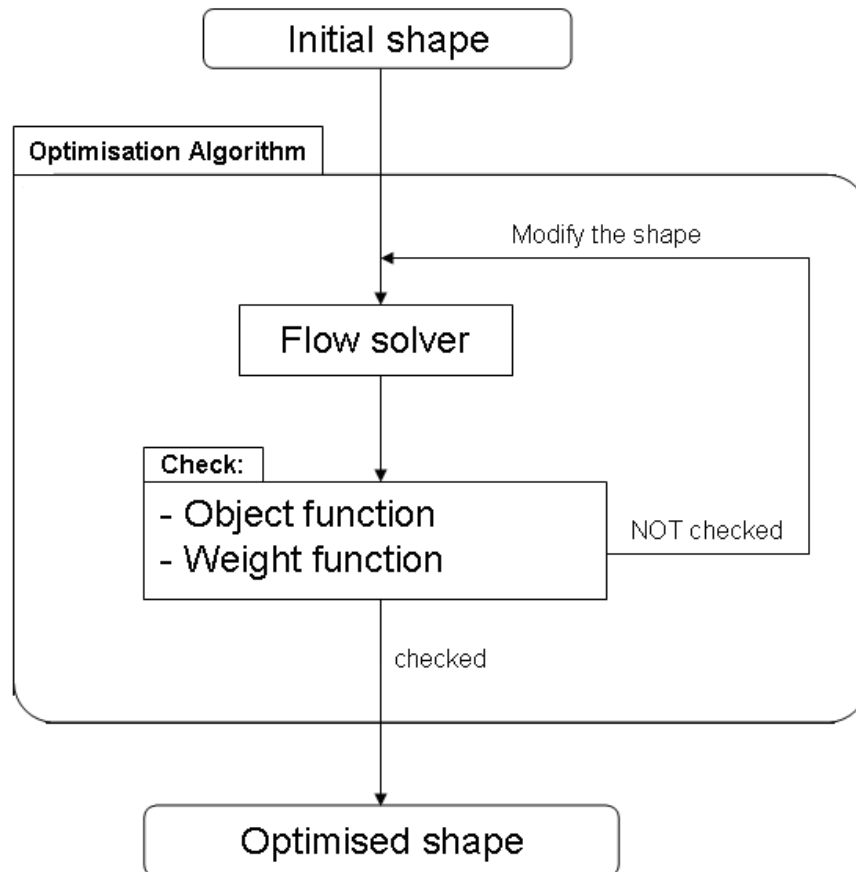 Initial shape
Optimisation Algorithm
Modify the shape
Flow solver
Check:
- Object function
- Weight function
NOT checked
checked
Optimised shape